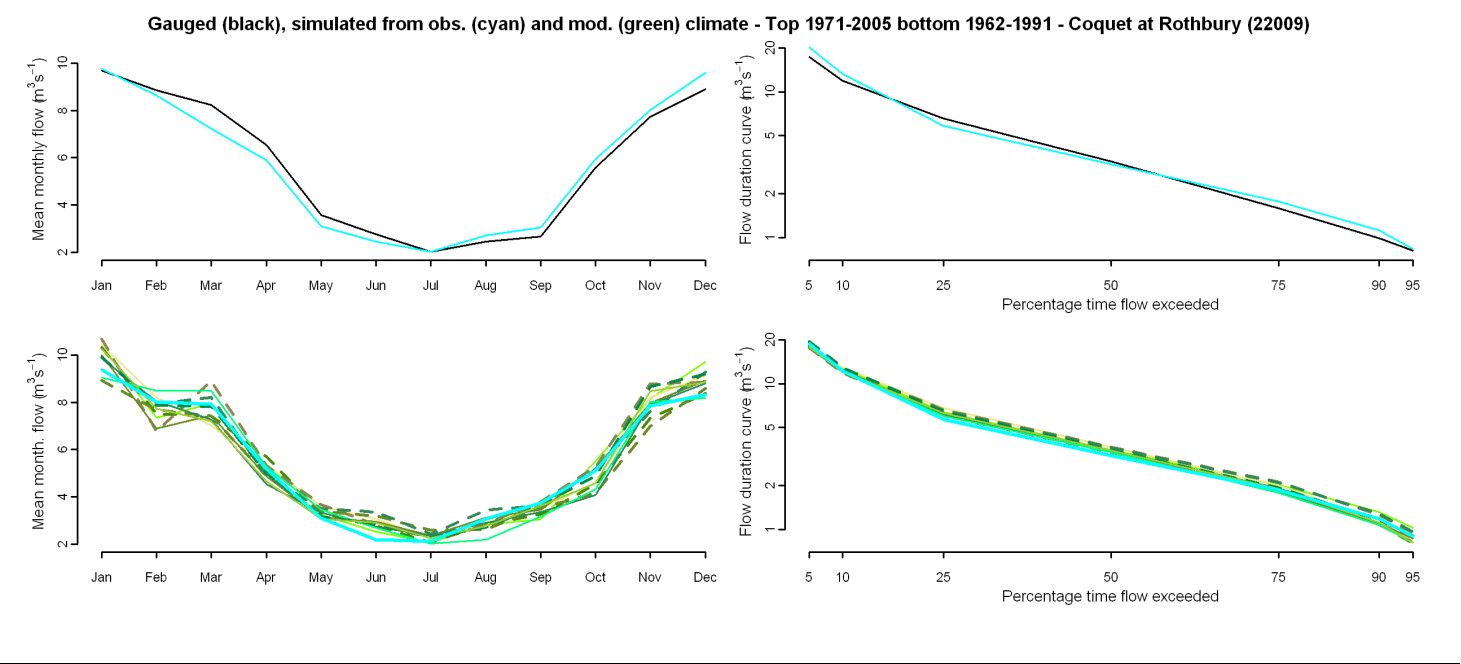 Gauged (black), simulated from obs. (cyan) and mod. (green) climate - Top 1971-2005 bottom 1962-1991 - Coquet at Rothbury (22009)
Mean monthly flow (m³s⁻¹)
10
8
6
4
2
Jan Feb Mar Apr May Jun Jul Aug Sep Oct Nov Dec
Flow duration curve (m³s⁻¹)
20
10
5
2
1
5 10 25 50 75 90 95
Percentage time flow exceeded
Mean month. flow (m³s⁻¹)
10
8
6
4
2
Jan Feb Mar Apr May Jun Jul Aug Sep Oct Nov Dec
Flow duration curve (m³s⁻¹)
20
10
5
2
1
5 10 25 50 75 90 95
Percentage time flow exceeded